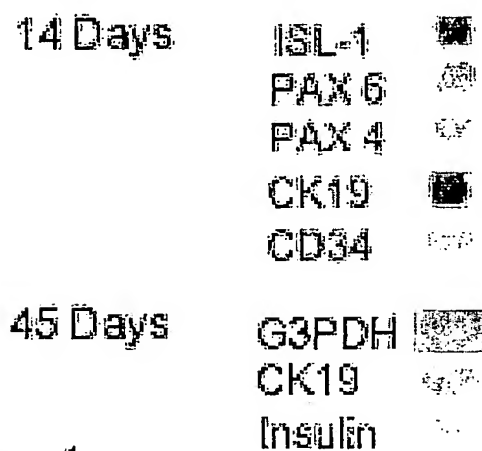 14 Days ISL-1
PAX 6
PAX 4
CK19
CD34
45 Days G3PDH
CK19
Insulin